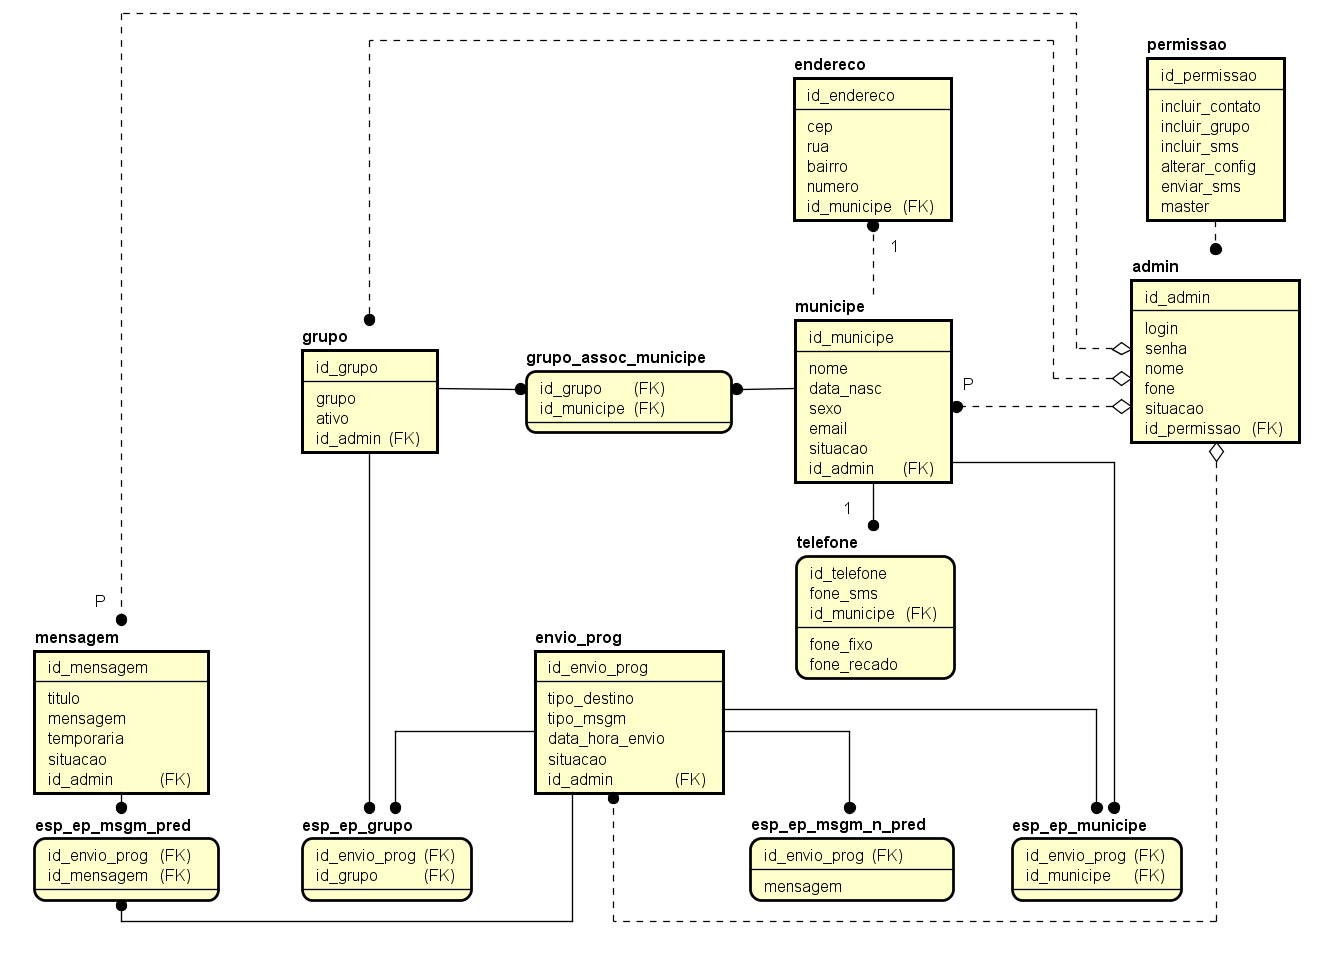 permissao
id_permissao
incluir_contato
incluir_grupo
incluir_sms
alterar_config
enviar_sms
master
endereco
id_endereco
cep
rua
bairro
numero
id_municipe (FK)
1
admin
id_admin
login
senha
nome
fone
situacao
id_permissao (FK)
municipe
id_municipe
nome
data_nasc
sexo
email
situacao
id_admin (FK)
P
grupo
id_grupo
grupo
ativo
id_admin (FK)
grupo_assoc_municipe
id_grupo (FK)
id_municipe (FK)
1
telefone
id_telefone
fone_sms
id_municipe (FK)
fone_fixo
fone_recado
P
mensagem
id_mensagem
titulo
mensagem
temporaria
situacao
id_admin (FK)
envio_prog
id_envio_prog
tipo_destino
tipo_msgm
data_hora_envio
situacao
id_admin (FK)
esp_ep_msgm_pred
id_envio_prog (FK)
id_mensagem (FK)
esp_ep_grupo
id_envio_prog (FK)
id_grupo (FK)
esp_ep_msgm_n_pred
id_envio_prog (FK)
mensagem
esp_ep_municipe
id_envio_prog (FK)
id_municipe (FK)